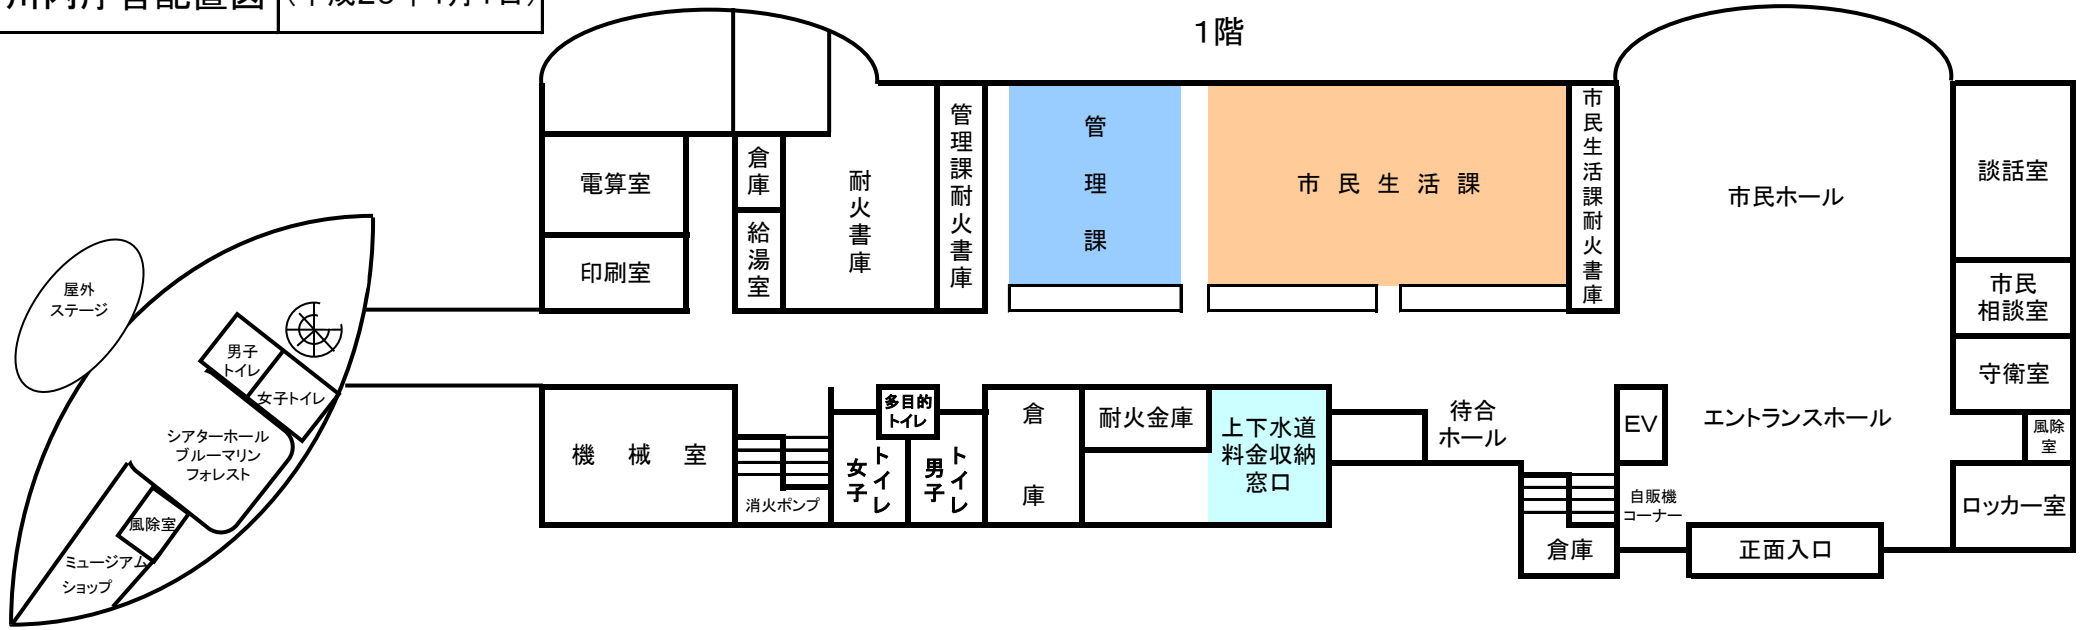 川内庁舎配置図
1階
管理課耐火書庫
管理課
市民生活課
市民生活課耐火書庫
倉庫
電算室
耐火書庫
談話室
市民ホール
給湯室
印刷室
市民
相談室
屋外
ステージ
男子
トイレ
女子トイレ
守衛室
多目的
トイレ
倉庫
耐火金庫
上下水道
料金収納
窓口
待合
ホール
EV
エントランスホール
風除
室
シアターホール
ブルーマリン
フォレスト
機械室
消火ポンプ
女子トイレ
男子トイレ
自販機
コーナー
ロッカー室
風除室
ミュージアム
ショップ
倉庫
正面入口